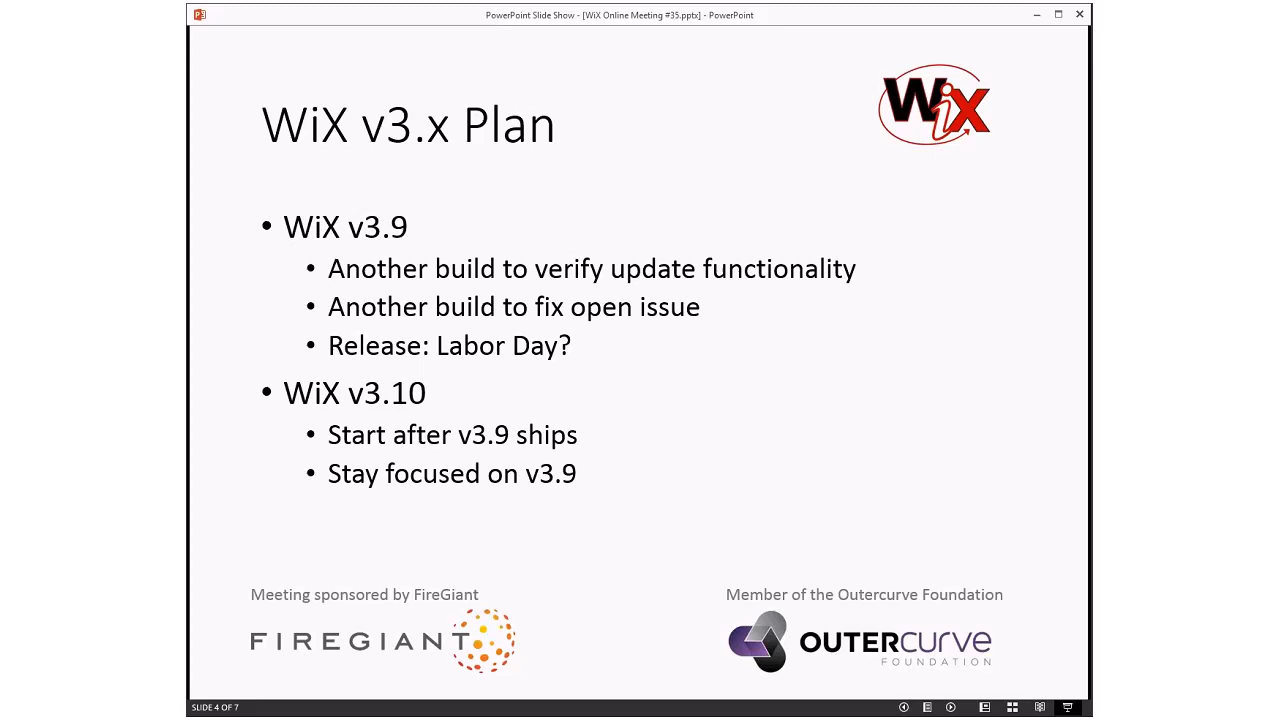 PowerPoint Slide Show - [WiX Online Meeting #35.pptx] - PowerPoint
WiX
WiX v3.x Plan
• WiX v3.9
• Another build to verify update functionality
• Another build to fix open issue
• Release: Labor Day?
• WiX v3.10
• Start after v3.9 ships
• Stay focused on v3.9
Meeting sponsored by FireGiant
FIREGIANT
Member of the Outercurve Foundation
OUTERCURVE
FOUNDATION
SLIDE 4 OF 7